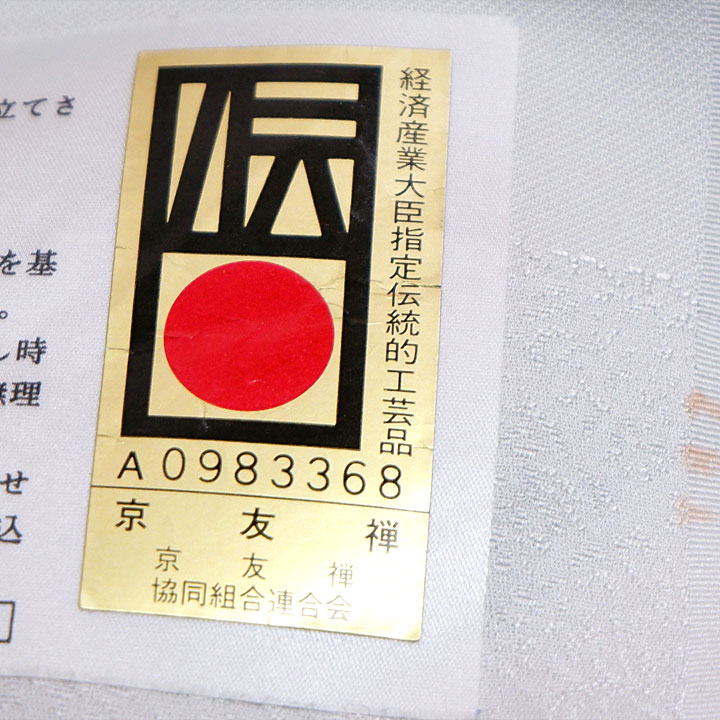 立てさ
を基
。
し時
無理
せ
込
伝
経済産業大臣指定伝統的工芸品
A0983368
京友禅
京友禅
協同組合連合会